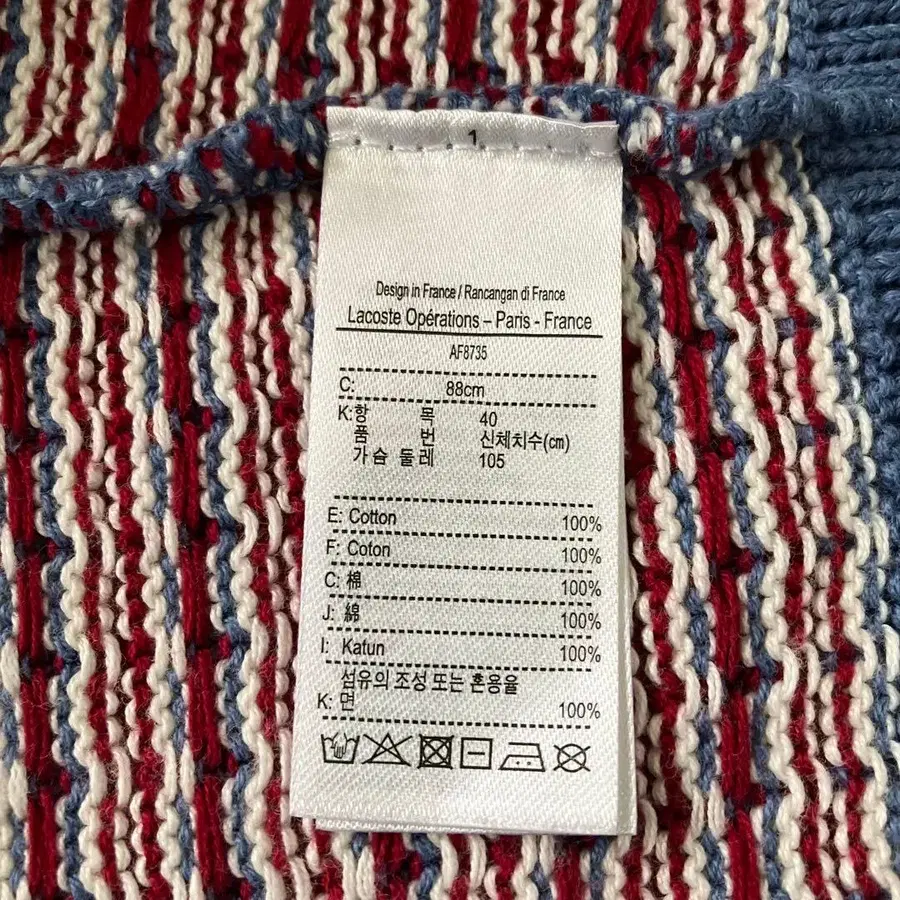 1
Design in France / Rancangan di France
Lacoste Opérations – Paris - France
AF8735
C: 88cm
K:항 목 40
품 번 신체치수(cm)
가슴 둘레 105
E: Cotton 100%
F: Coton 100%
C: 棉 100%
J: 綿 100%
I: Katun 100%
섬유의 조성 또는 혼용율
K: 면 100%